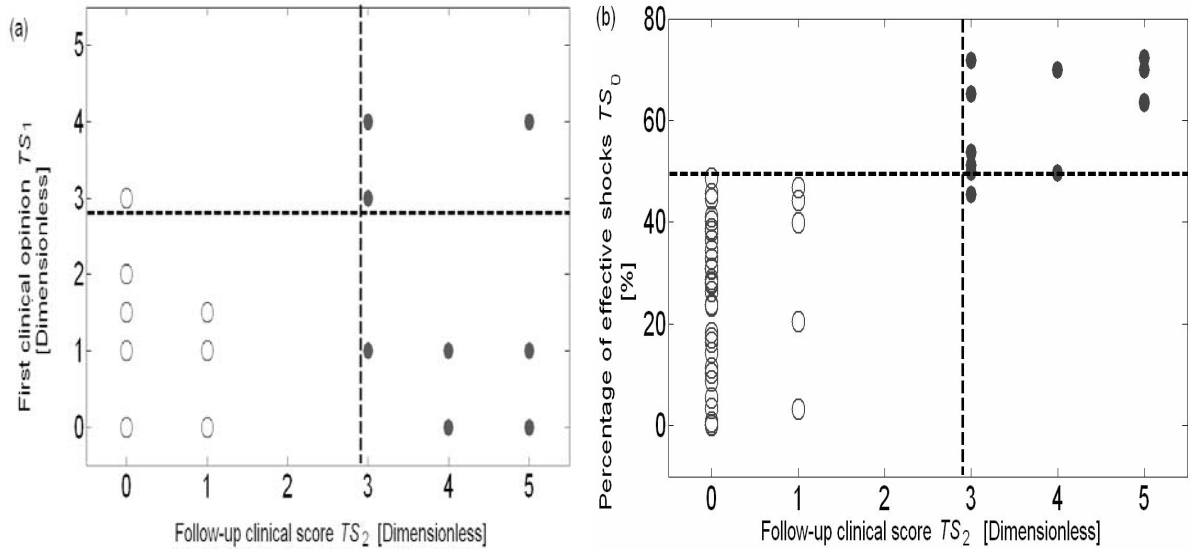 (a)
5
4
3
2
1
0
First clinical opinion TS1
[Dimensionless]
0 1 2 3 4 5
Follow-up clinical score TS2 [Dimensionless]
(b)
80
60
40
20
0
Percentage of effective shocks TS0
[%]
0 1 2 3 4 5
Follow-up clinical score TS2 [Dimensionless]